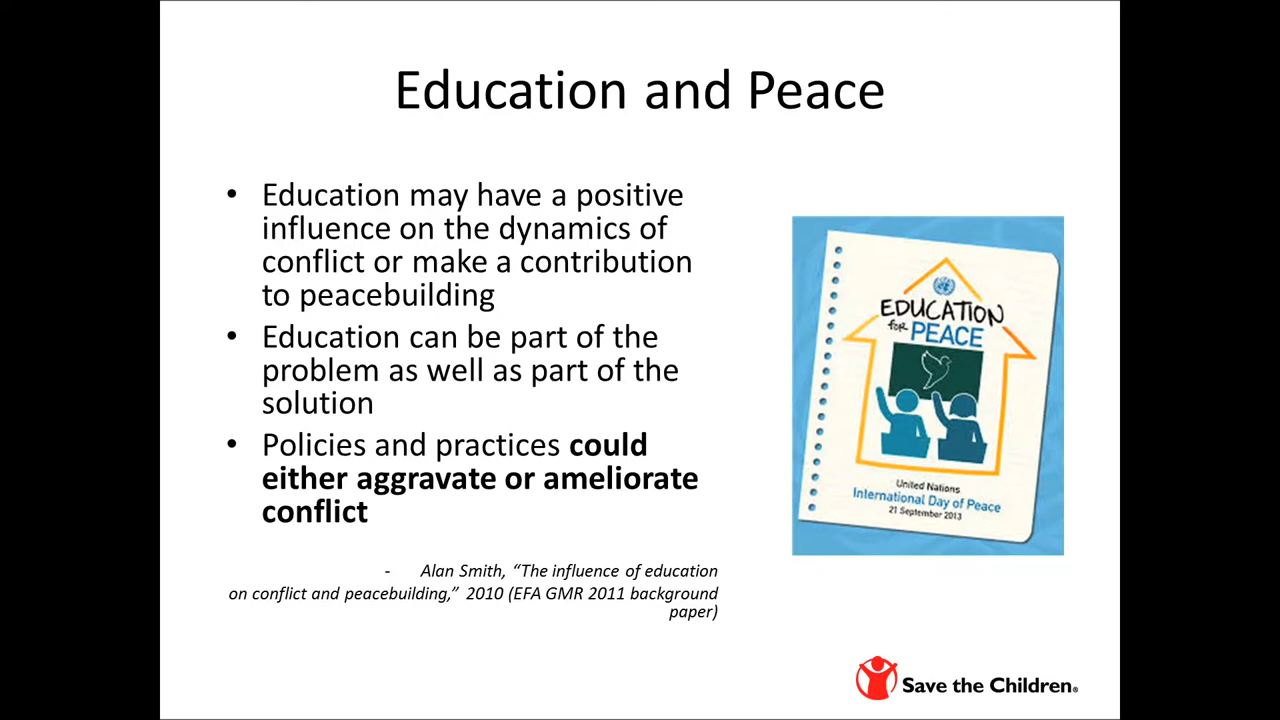 Education and Peace
• Education may have a positive
influence on the dynamics of
conflict or make a contribution
to peacebuilding
• Education can be part of the
problem as well as part of the
solution
• Policies and practices could
either aggravate or ameliorate
conflict
- Alan Smith, “The influence of education
on conflict and peacebuilding,” 2010 (EFA GMR 2011 background
paper)
EDUCATION
for PEACE
United Nations
International Day of Peace
21 September 2013
Save the Children®